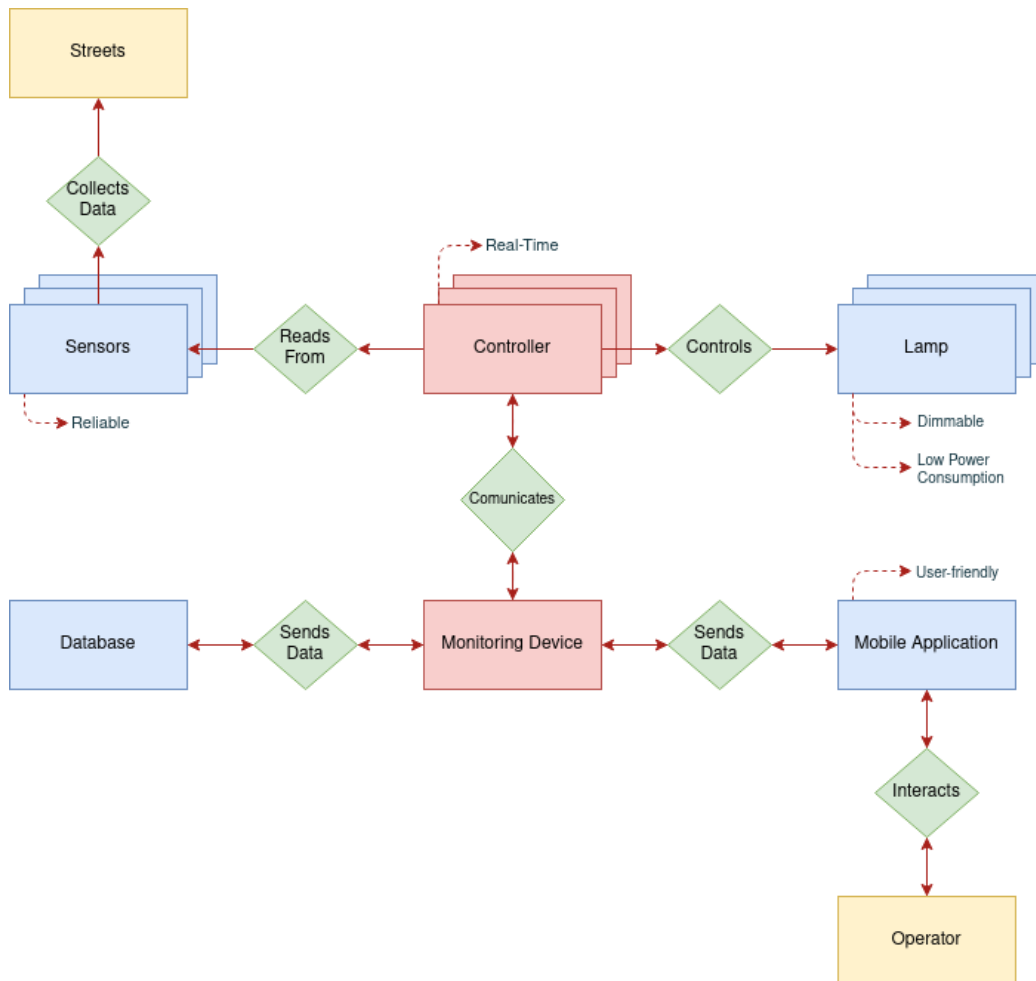 Streets
Collects
Data
Real-Time
Sensors
Reads
From
Controller
Controls
Lamp
Reliable
Dimmable
Low Power
Consumption
Comunicates
User-friendly
Database
Sends
Data
Monitoring Device
Sends
Data
Mobile Application
Interacts
Operator